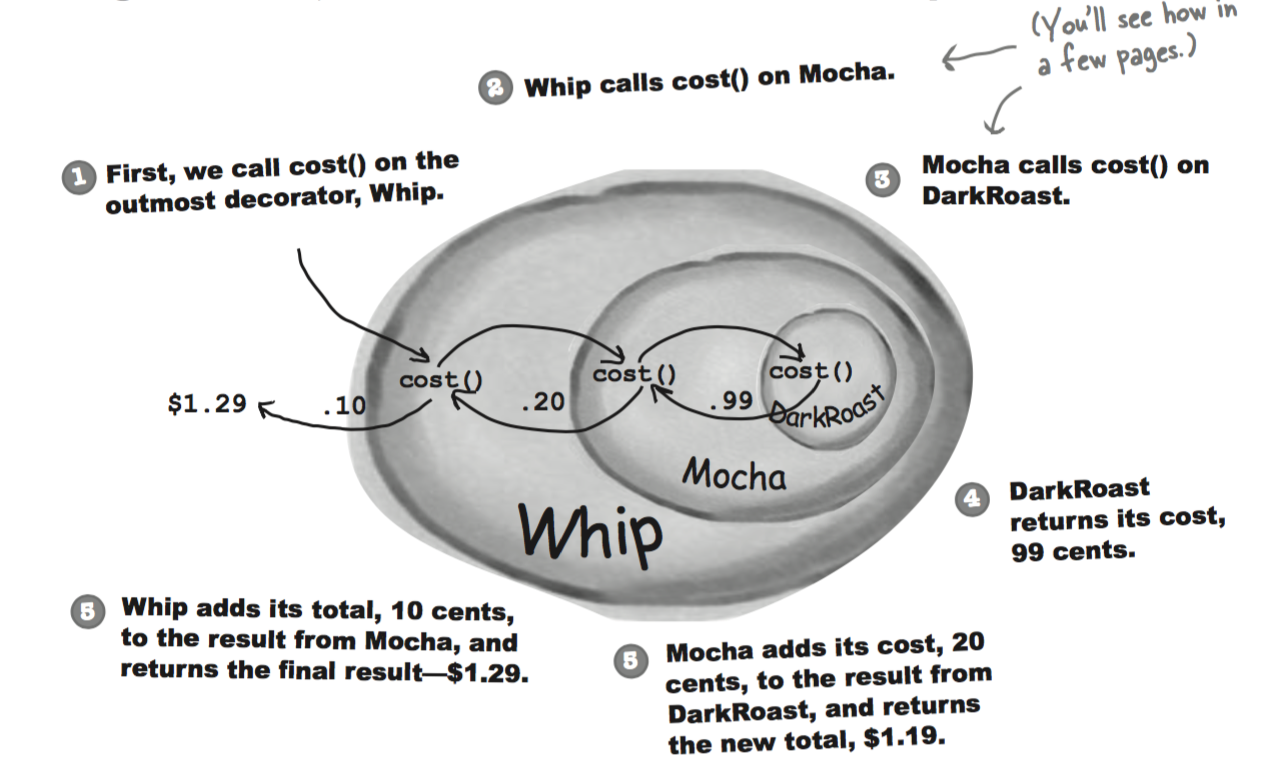 (You'll see how in
a few pages.)
2 Whip calls cost() on Mocha.
1 First, we call cost() on the
outmost decorator, Whip.
3 Mocha calls cost() on
DarkRoast.
cost()
cost()
cost()
$1.29
.10
.20
.99
DarkRoast
Mocha
Whip
4 DarkRoast
returns its cost,
99 cents.
5 Whip adds its total, 10 cents,
to the result from Mocha, and
returns the final result—$1.29.
5 Mocha adds its cost, 20
cents, to the result from
DarkRoast, and returns
the new total, $1.19.